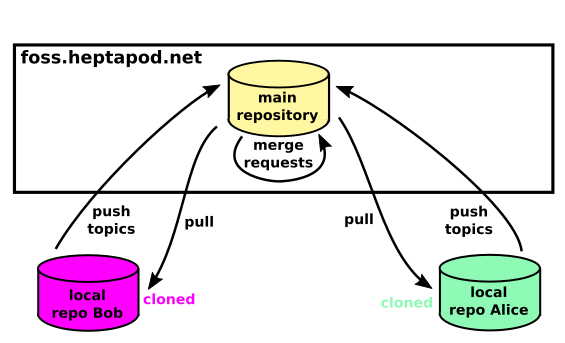 foss.heptapod.net
main
repository
merge
requests
push
topics
pull
pull
push
topics
local
repo Bob
cloned
cloned
local
repo Alice